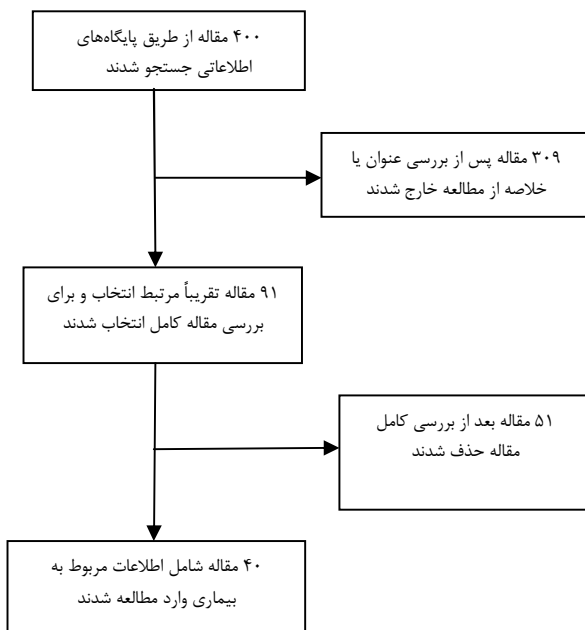 ۴۰۰ مقاله از طریق پایگاه‌های
اطلاعاتی جستجو شدند
۳۰۹ مقاله پس از بررسی عنوان یا
خلاصه از مطالعه خارج شدند
۹۱ مقاله تقریباً مرتبط انتخاب و برای
بررسی مقاله کامل انتخاب شدند
۵۱ مقاله بعد از بررسی کامل
مقاله حذف شدند
۴۰ مقاله شامل اطلاعات مربوط به
بیماری وارد مطالعه شدند